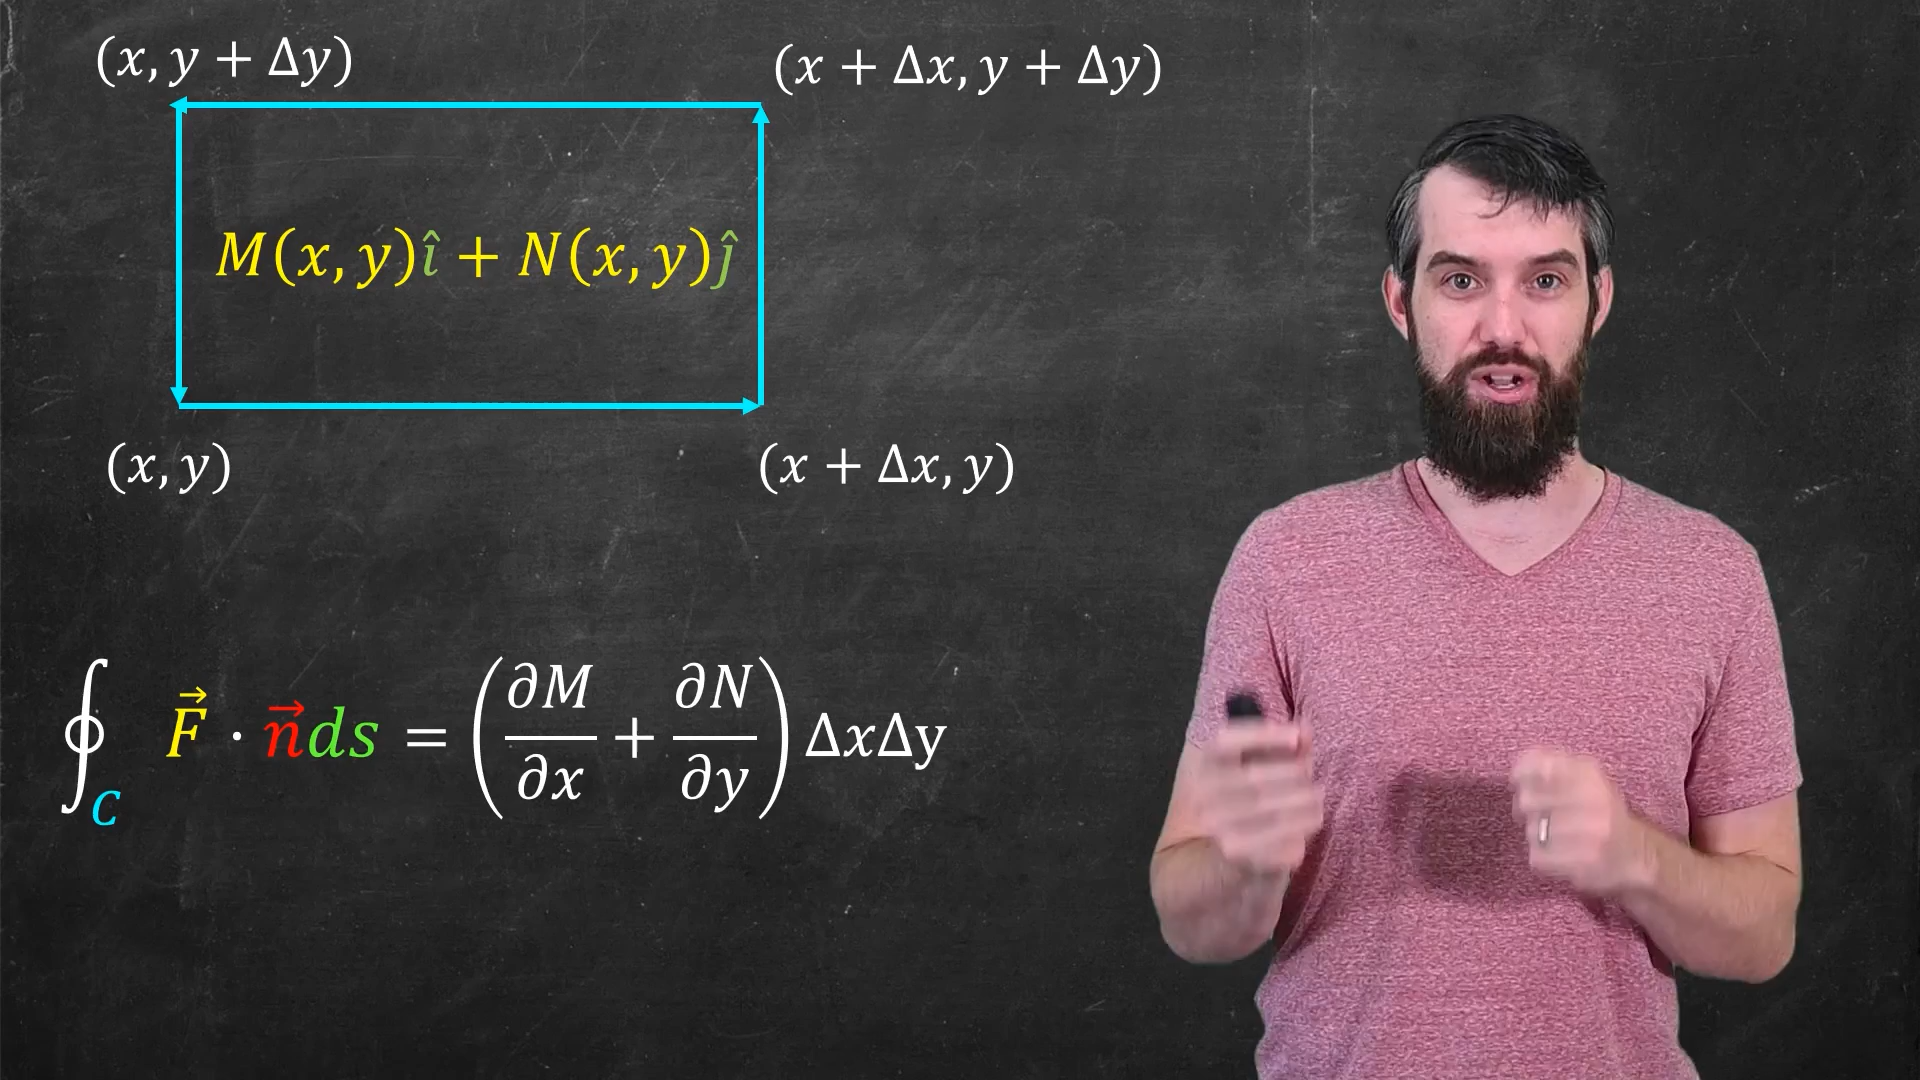 (x, y + Δy)
(x + Δx, y + Δy)
M(x, y)î + N(x, y)ĵ
(x, y)
(x + Δx, y)
∮_C F⃗ · n⃗ds = (∂M/∂x + ∂N/∂y) ΔxΔy